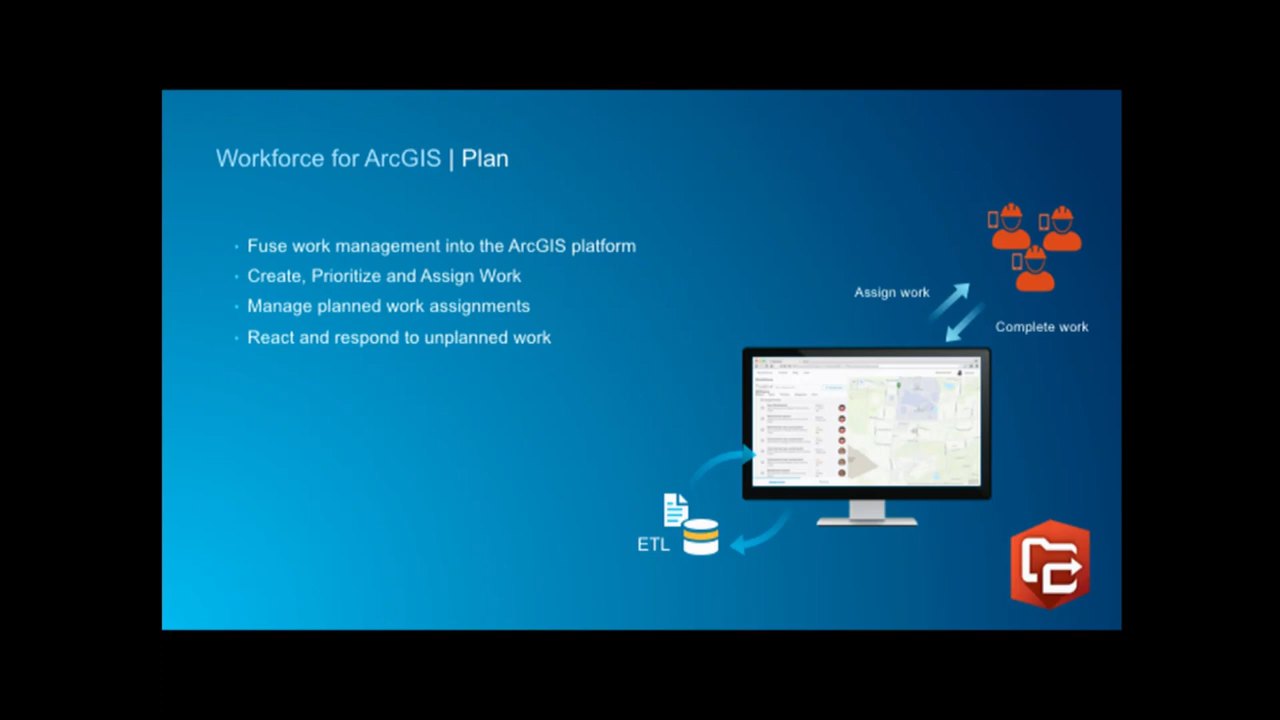 Workforce for ArcGIS | Plan
· Fuse work management into the ArcGIS platform
· Create, Prioritize and Assign Work
· Manage planned work assignments
· React and respond to unplanned work
Assign work
Complete work
ETL